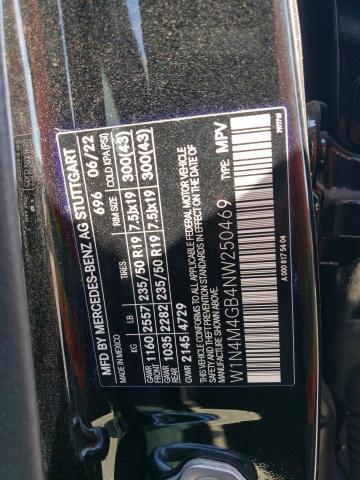 MFD BY MERCEDES-BENZ AG STUTTGART
MADE IN MEXICO 696 06/22
KG LB TIRES RIM SIZE COLD KPA(PSI)
GAWR FRONT 1160 2557 235/50 R19 7.5Jx19 300(43)
GAWR REAR 1035 2282 235/50 R19 7.5Jx19 300(43)
GVWR 2145 4729
THIS VEHICLE CONFORMS TO ALL APPLICABLE FEDERAL MOTOR VEHICLE
SAFETY AND THEFT PREVENTION STANDARDS IN EFFECT ON THE DATE OF
MANUFACTURE SHOWN ABOVE.
W1N4M4GB4NW250469 TYPE: MPV
A 000 817 54 04